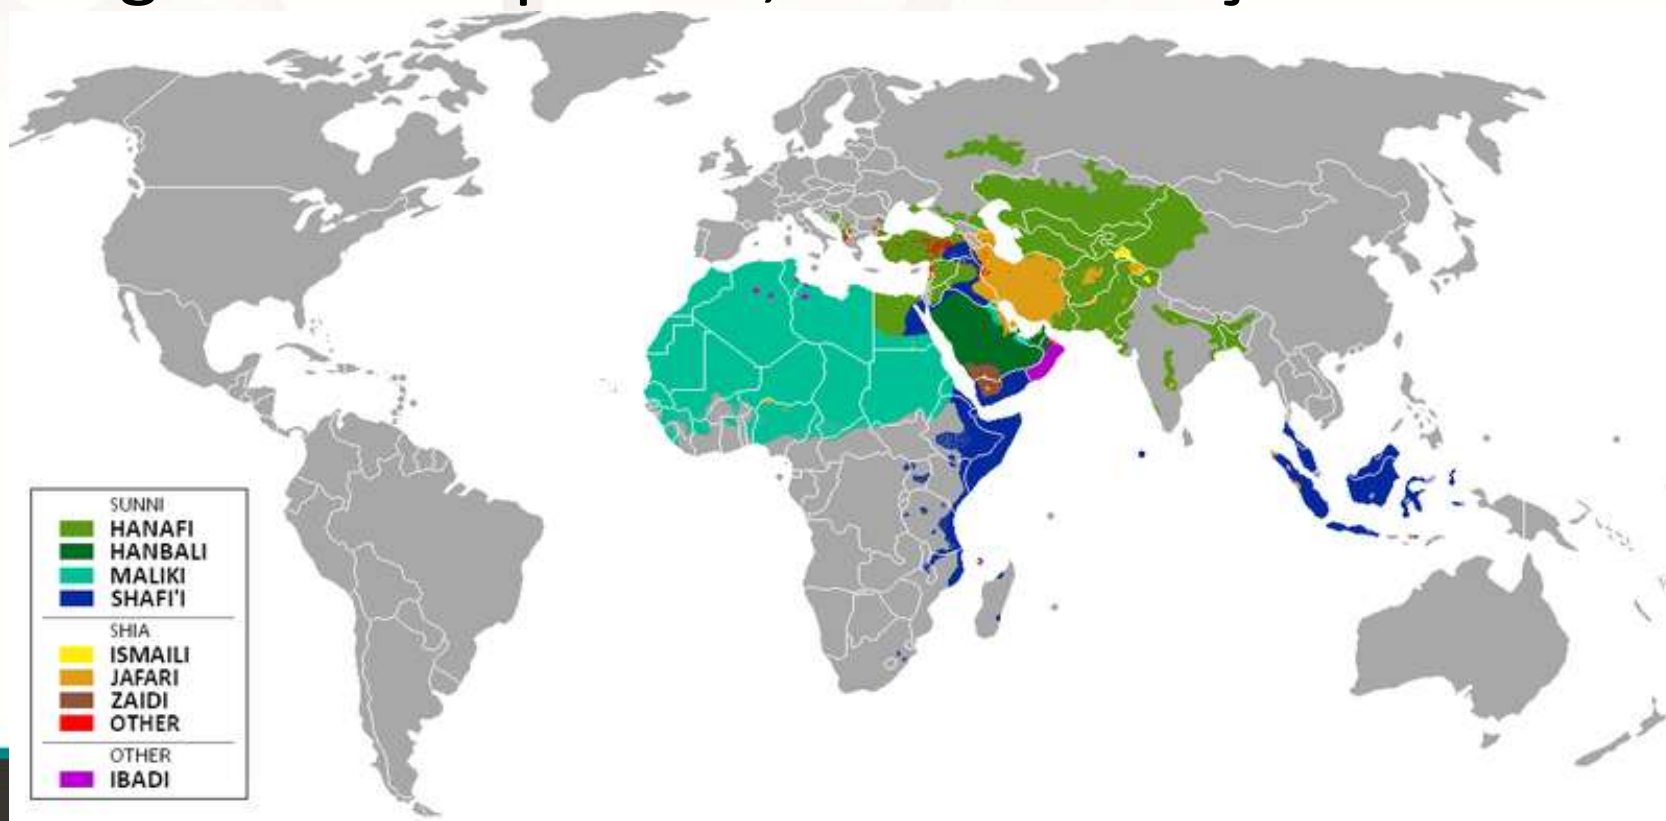 SUNNI
HANAFI
HANBALI
MALIKI
SHAFI'I
SHIA
ISMAILI
JAFARI
ZAIDI
OTHER
OTHER
IBADI